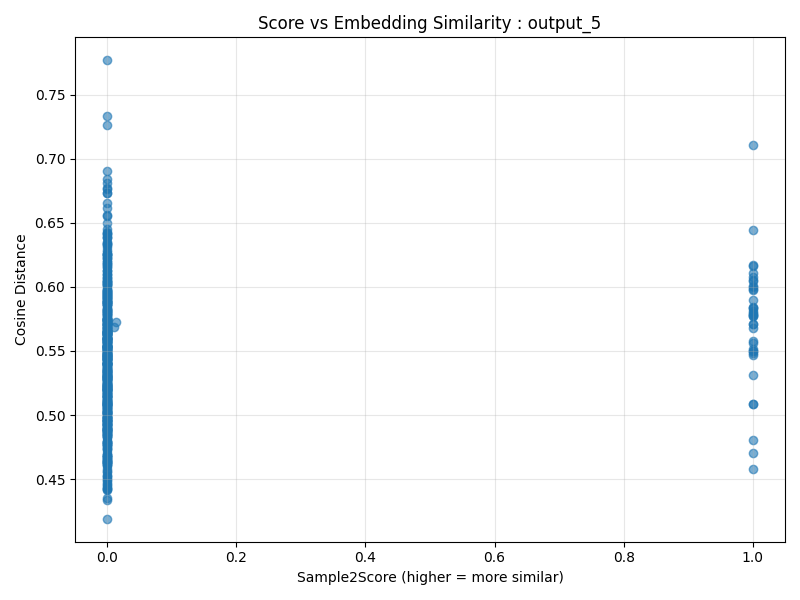 Score vs Embedding Similarity : output_5
Cosine Distance
0.75
0.70
0.65
0.60
0.55
0.50
0.45
0.0 0.2 0.4 0.6 0.8 1.0
Sample2Score (higher = more similar)